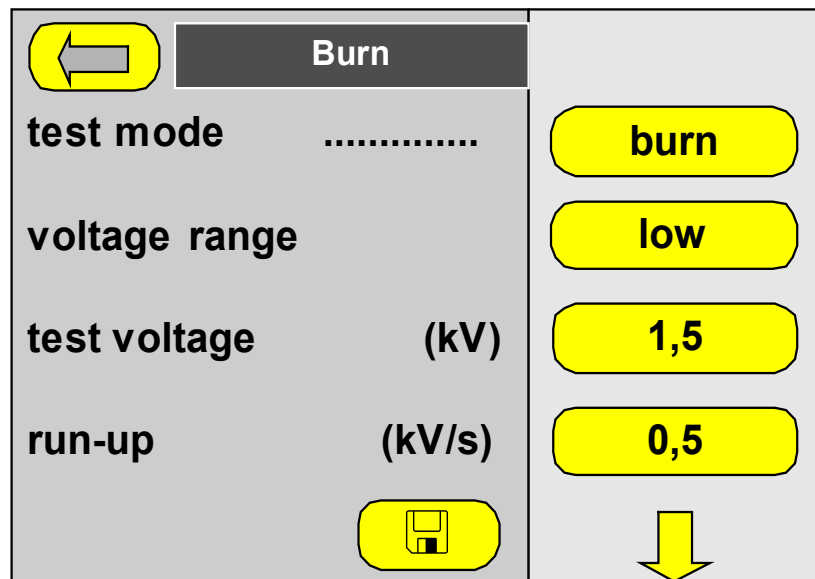 Burn
test mode .............. burn
voltage range low
test voltage (kV) 1,5
run-up (kV/s) 0,5